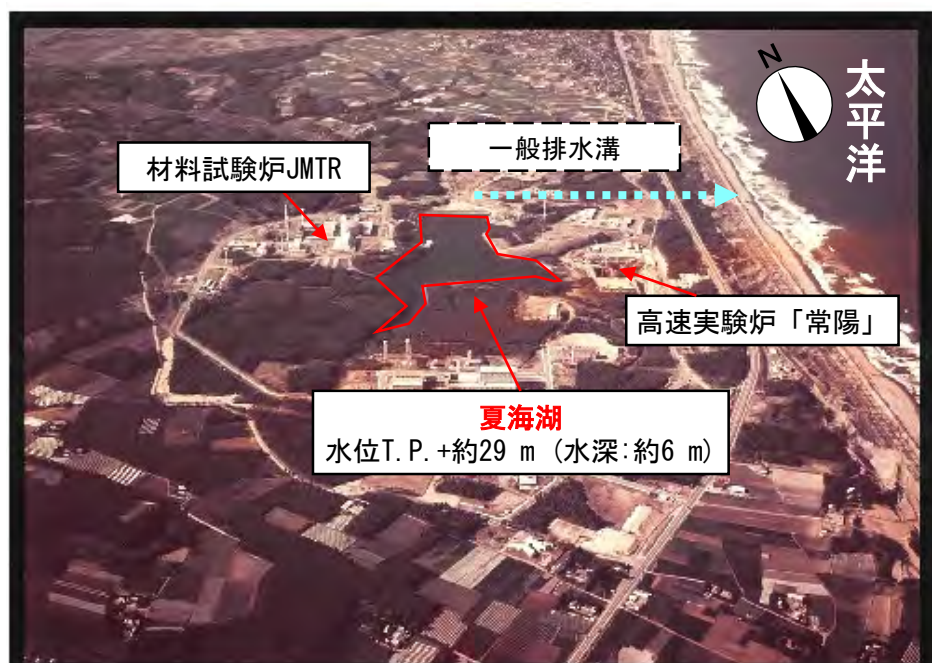 N
太平洋
一般排水溝
材料試験炉JMTR
高速実験炉「常陽」
夏海湖
水位T.P.+約29 m (水深:約6 m)